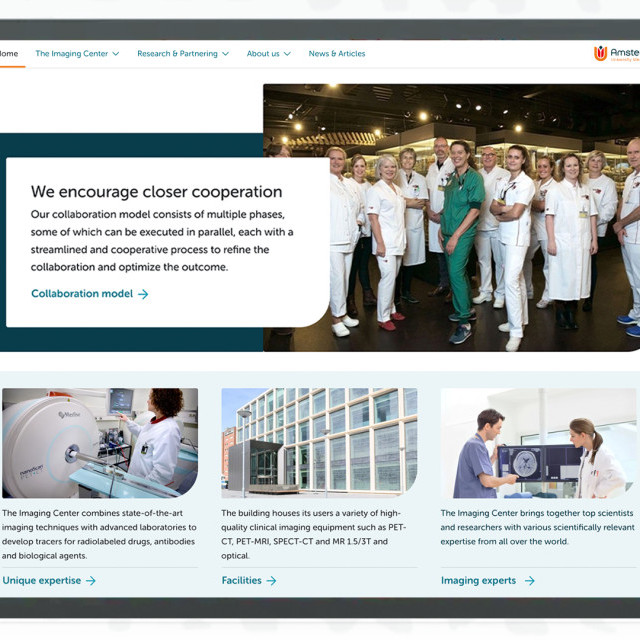 The Imaging Center
Research & Partnering
About us
News & Articles
We encourage closer cooperation
Our collaboration model consists of multiple phases,
some of which can be executed in parallel, each with a
streamlined and cooperative process to refine the
collaboration and optimize the outcome.
Collaboration model
The Imaging Center combines state-of-the-art
imaging techniques with advanced laboratories to
develop tracers for radiolabeled drugs, antibodies
and biological agents.
Unique expertise
The building houses its users a variety of high-
quality clinical imaging equipment such as PET-
CT, PET-MRI, SPECT-CT and MR 1.5/3T and
optical.
Facilities
The Imaging Center brings together top scientists
and researchers with various scientifically relevant
expertise from all over the world.
Imaging experts